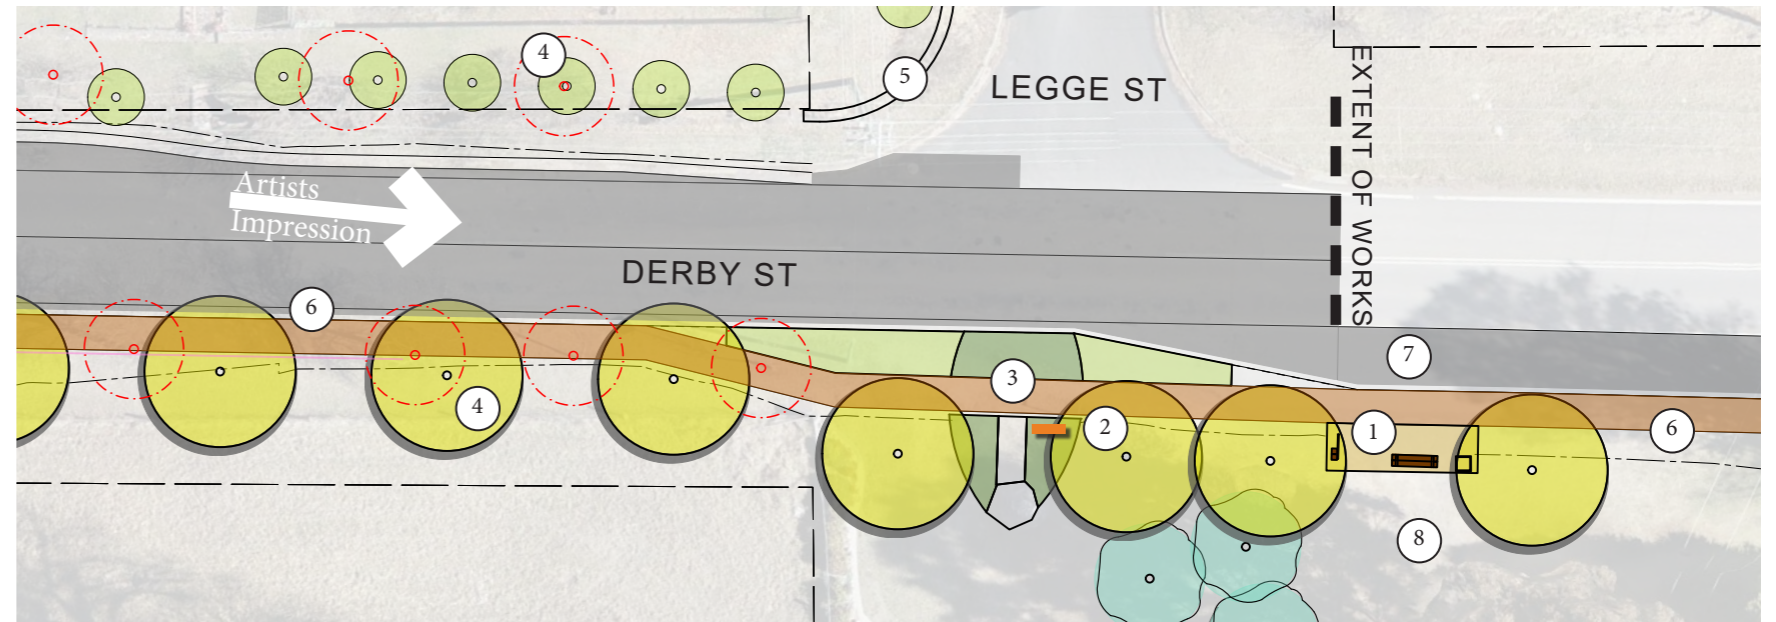 4
5
LEGGE ST
EXTENT OF WORKS
Artists
Impression
DERBY ST
6
7
3
4
2
1
6
8